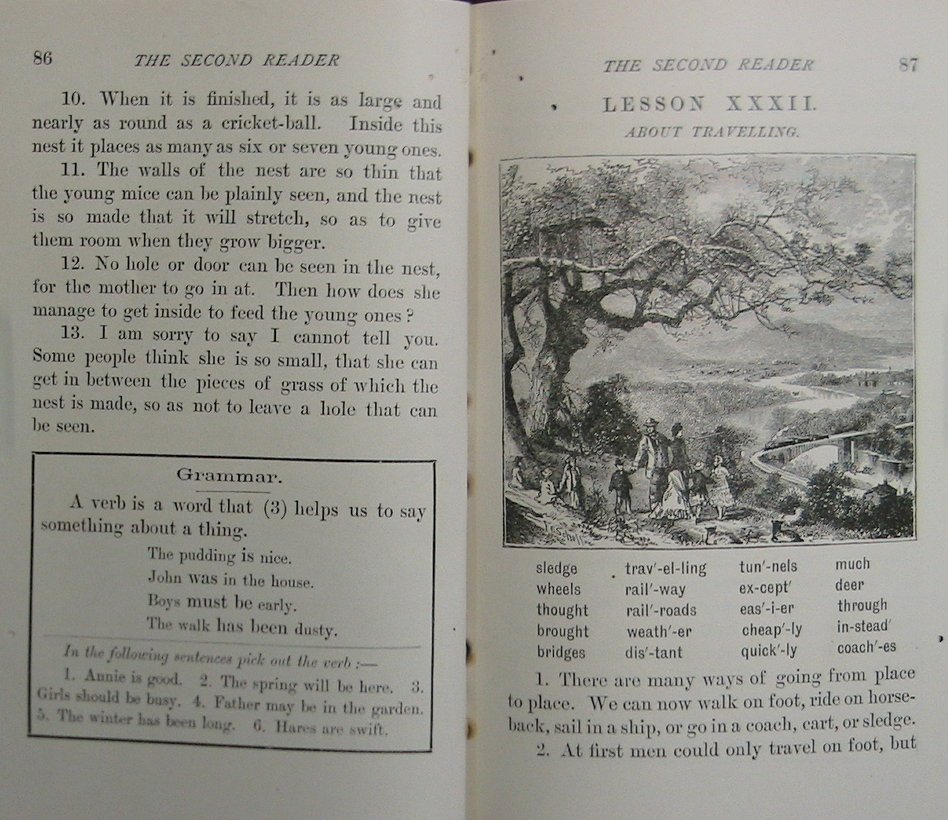 86
THE SECOND READER
10. When it is finished, it is as large and
nearly as round as a cricket-ball. Inside this
nest it places as many as six or seven young ones.
11. The walls of the nest are so thin that
the young mice can be plainly seen, and the nest
is so made that it will stretch, so as to give
them room when they grow bigger.
12. No hole or door can be seen in the nest,
for the mother to go in at. Then how does she
manage to get inside to feed the young ones?
13. I am sorry to say I cannot tell you.
Some people think she is so small, that she can
get in between the pieces of grass of which the
nest is made, so as not to leave a hole that can
be seen.
Grammar.
A verb is a word that (3) helps us to say
something about a thing.
The pudding is nice.
John was in the house.
Boys must be early.
The walk has been dusty.
In the following sentences pick out the verb:—
1. Annie is good. 2. The spring will be here. 3.
Girls should be busy. 4. Father may be in the garden.
5. The winter has been long. 6. Hares are swift.
THE SECOND READER
87
LESSON XXXII.
ABOUT TRAVELLING.
sledge trav'-el-ling tun'-nels much
wheels rail'-way ex-cept' deer
thought rail'-roads eas'-i-er through
brought weath'-er cheap'-ly in-stead'
bridges dis'-tant quick'-ly coach'-es
1. There are many ways of going from place
to place. We can now walk on foot, ride on horse-
back, sail in a ship, or go in a coach, cart, or sledge.
2. At first men could only travel on foot, but